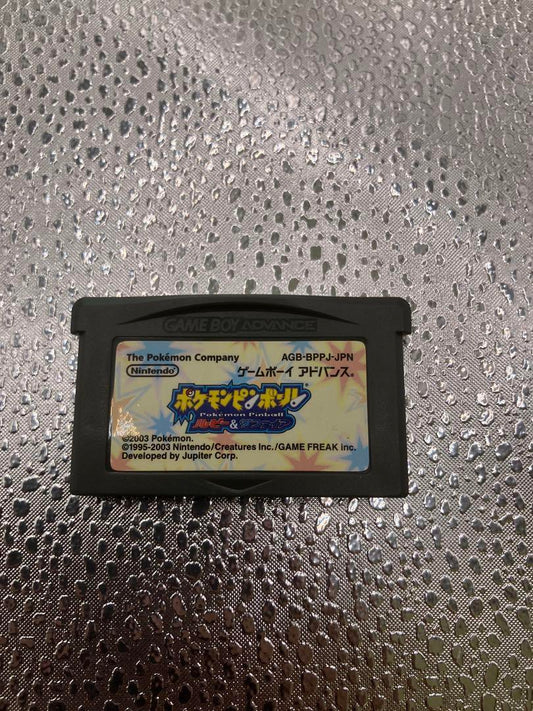 GAME BOY ADVANCE
The Pokémon Company AGB-BPPJ-JPN
Nintendo ゲームボーイ アドバンス®
ポケモンピンボール
Pokémon Pinball
ルビー&サファイア
©2003 Pokémon.
©1995-2003 Nintendo/Creatures Inc./GAME FREAK inc.
Developed by Jupiter Corp.